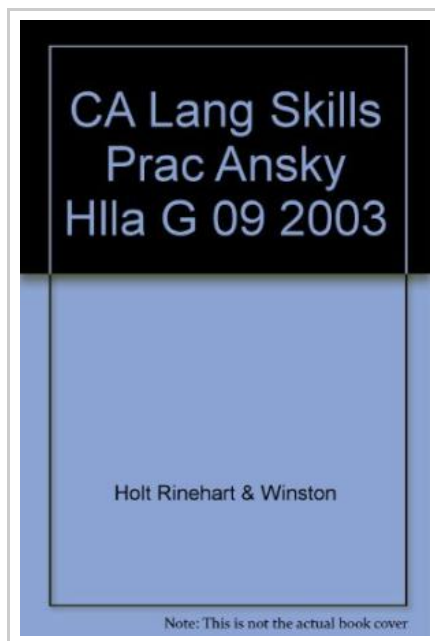 CA Lang Skills
Prac Ansky
Hlla G 09 2003
Holt Rinehart & Winston
Note: This is not the actual book cover